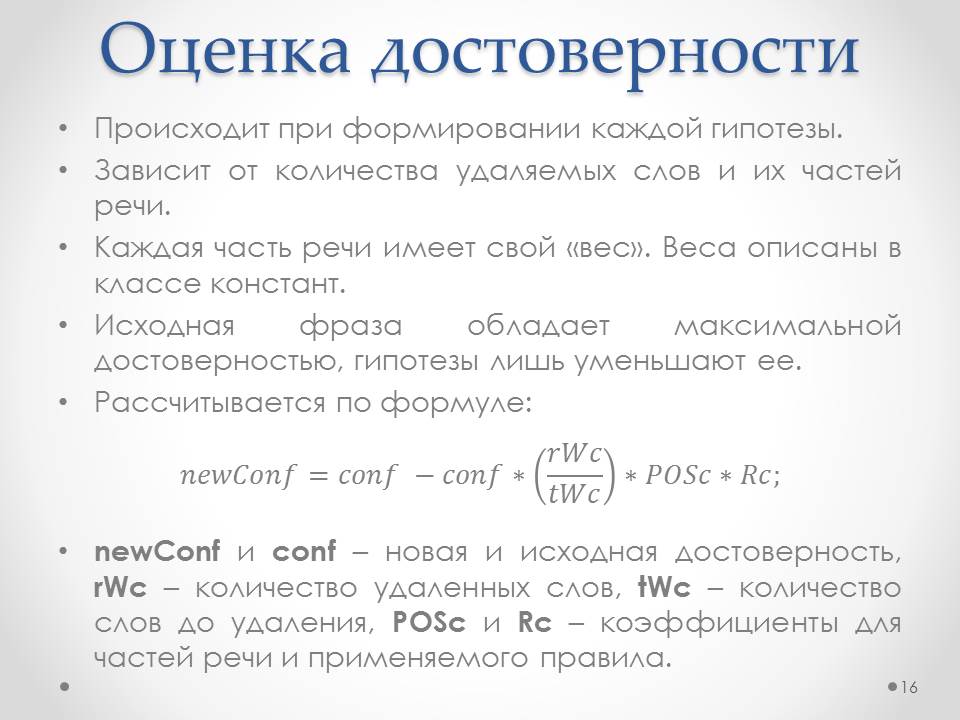 Оценка достоверности
• Происходит при формировании каждой гипотезы.
• Зависит от количества удаляемых слов и их частей
речи.
• Каждая часть речи имеет свой «вес». Веса описаны в
классе констант.
• Исходная фраза обладает максимальной
достоверностью, гипотезы лишь уменьшают ее.
• Рассчитывается по формуле:
newConf = conf − conf ∗ (rWc/tWc) ∗ POSc ∗ Rc;
• newConf и conf – новая и исходная достоверность,
rWc – количество удаленных слов, tWc – количество
слов до удаления, POSc и Rc – коэффициенты для
частей речи и применяемого правила.
16